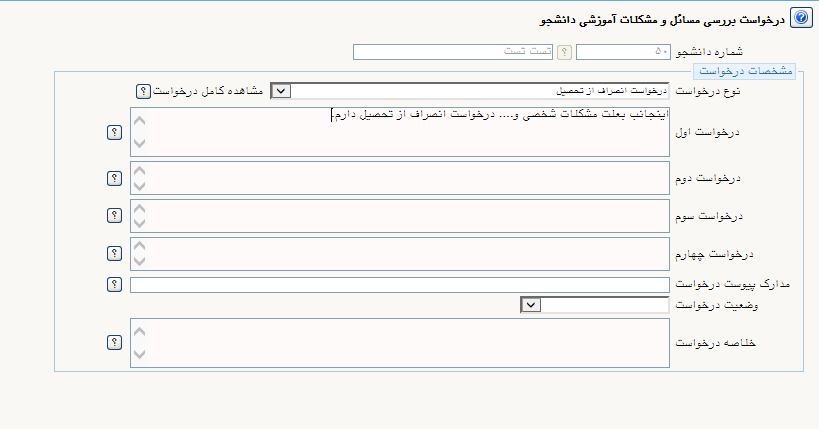 درخواست بررسی مسائل و مشکلات آموزشی دانشجو
شماره دانشجو ۵۰ ؟ تست تست
مشخصات درخواست
نوع درخواست درخواست انصراف از تحصیل مشاهده کامل درخواست ؟
اینجانب بعلت مشکلات شخصی و.... درخواست انصراف از تحصیل دارم.
درخواست اول ؟
درخواست دوم ؟
درخواست سوم ؟
درخواست چهارم ؟
مدارک پیوست درخواست ؟
وضعیت درخواست
خلاصه درخواست ؟